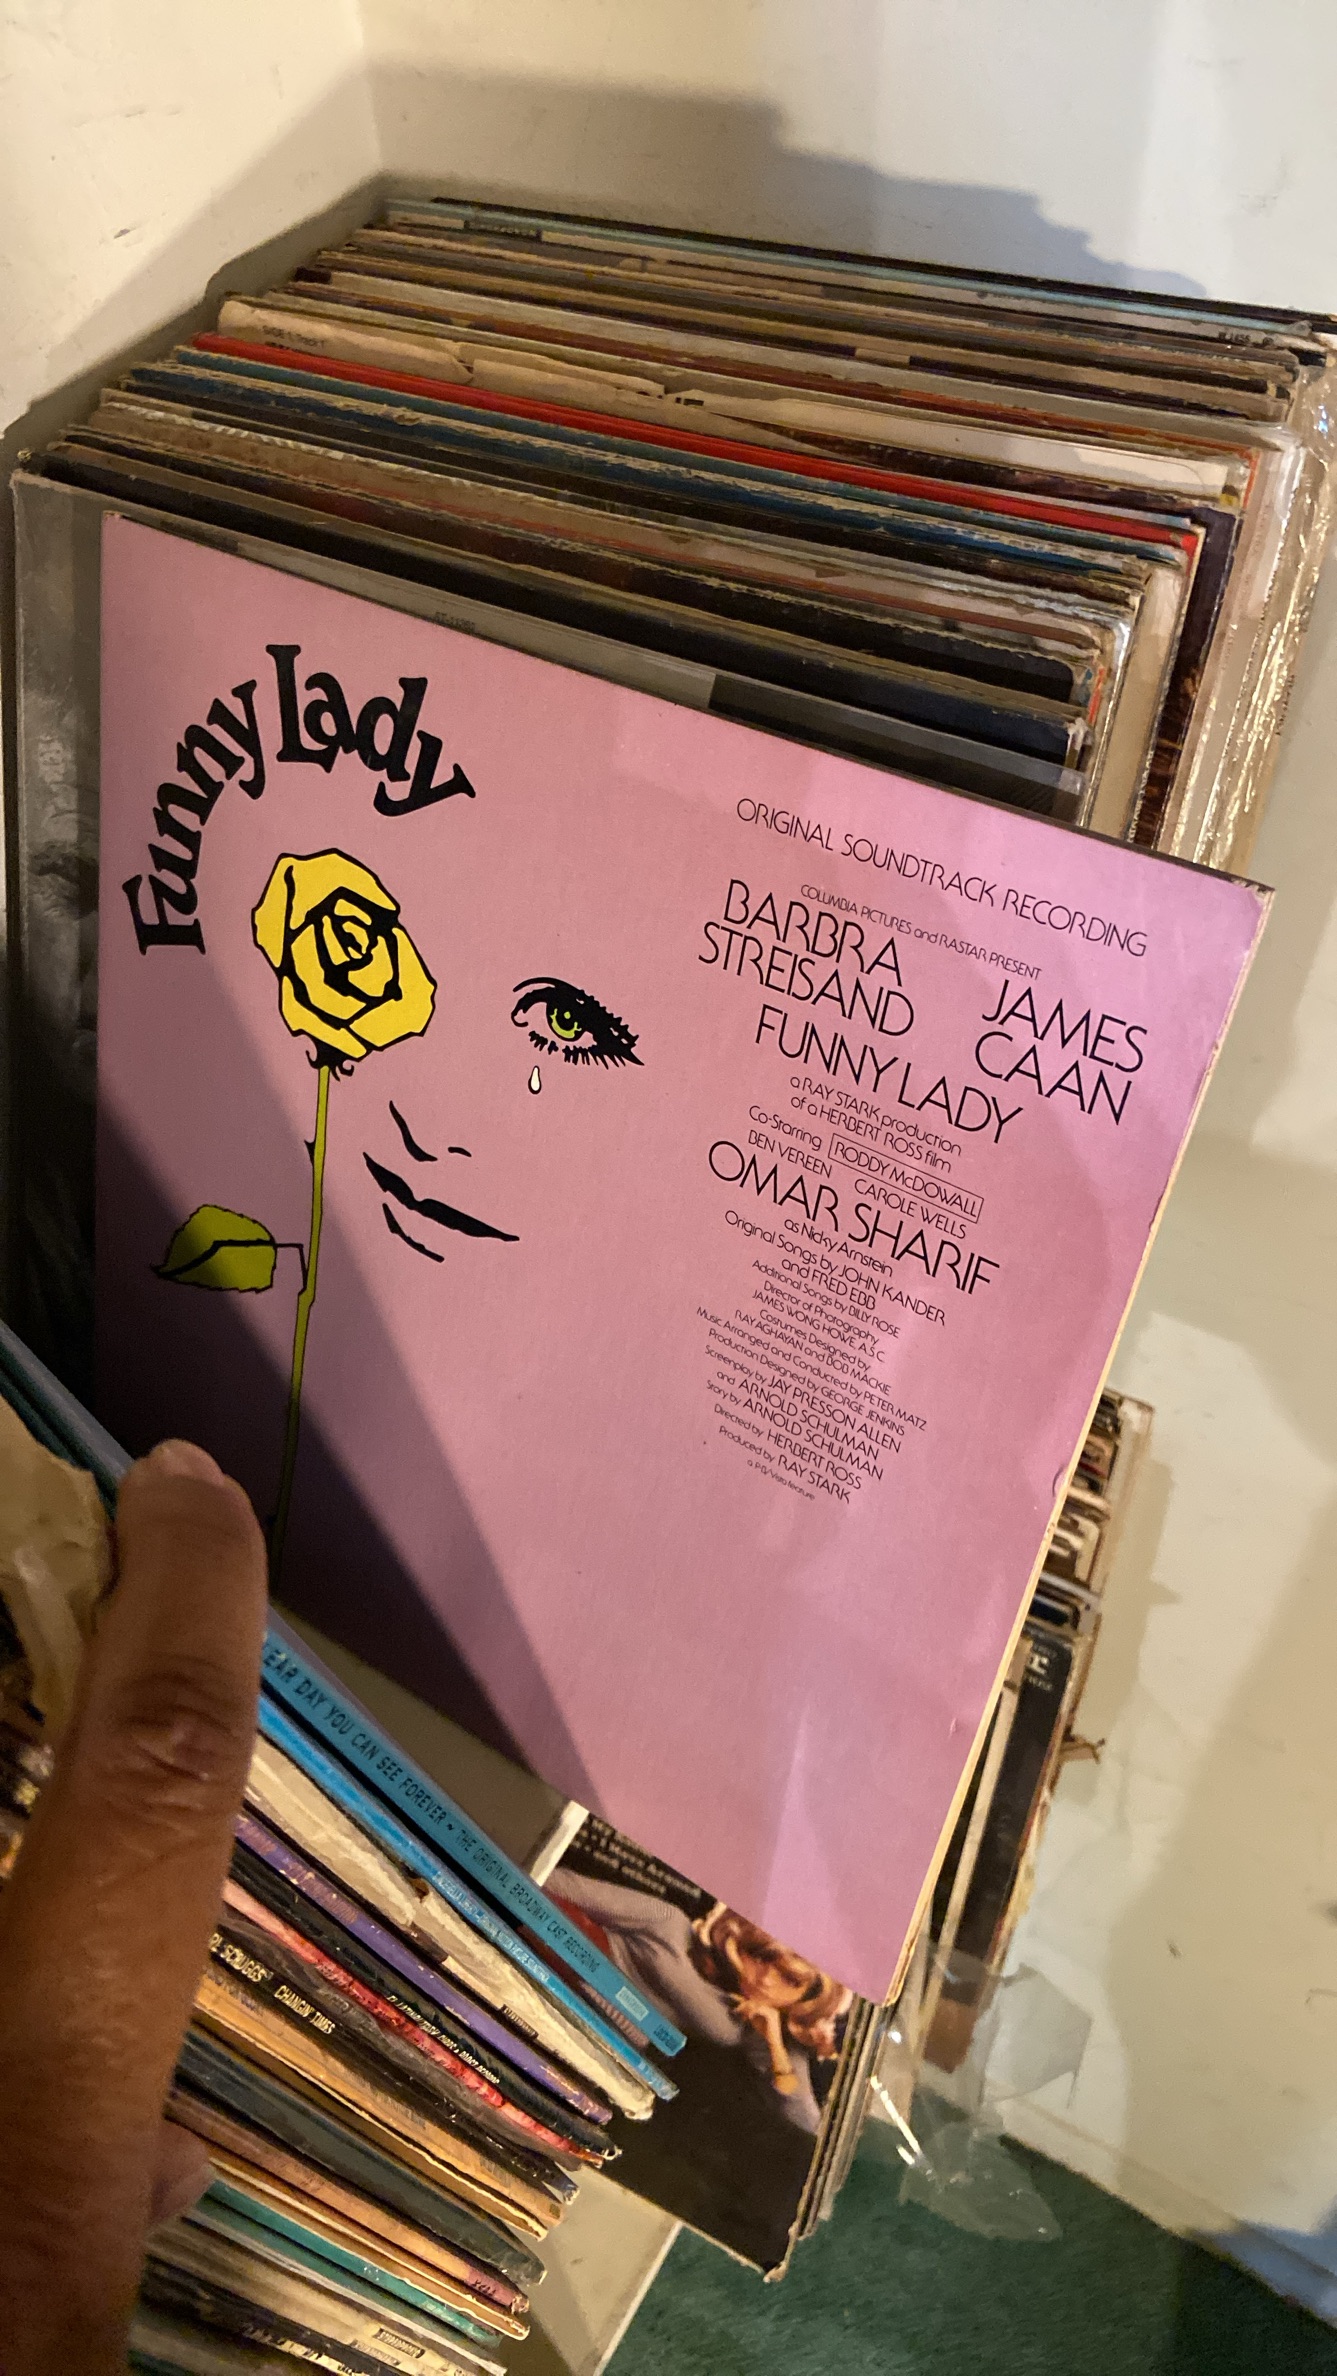 Funny Lady
ORIGINAL SOUNDTRACK RECORDING
COLUMBIA PICTURES and RASTAR PRESENT
BARBRA
STREISAND
JAMES
CAAN
FUNNY LADY
a RAY STARK production
of a HERBERT ROSS film
Co-Starring RODDY McDOWALL
BEN VEREEN CAROLE WELLS
OMAR SHARIF
as Nicky Arnstein
Original Songs by JOHN KANDER
and FRED EBB
Additional Songs by BILLY ROSE
Director of Photography
JAMES WONG HOWE, A.S.C.
Costumes Designed by
RAY AGHAYAN and BOB MACKIE
Music Arranged and Conducted by PETER MATZ
Production Designed by GEORGE JENKINS
Screenplay by JAY PRESSON ALLEN
and ARNOLD SCHULMAN
Story by ARNOLD SCHULMAN
Directed by HERBERT ROSS
Produced by RAY STARK
EAR DAY YOU CAN SEE FOREVER ~ THE ORIGINAL BROADWAY CAST RECORDING
RL SCRUGGS CHANGIN' TIMES